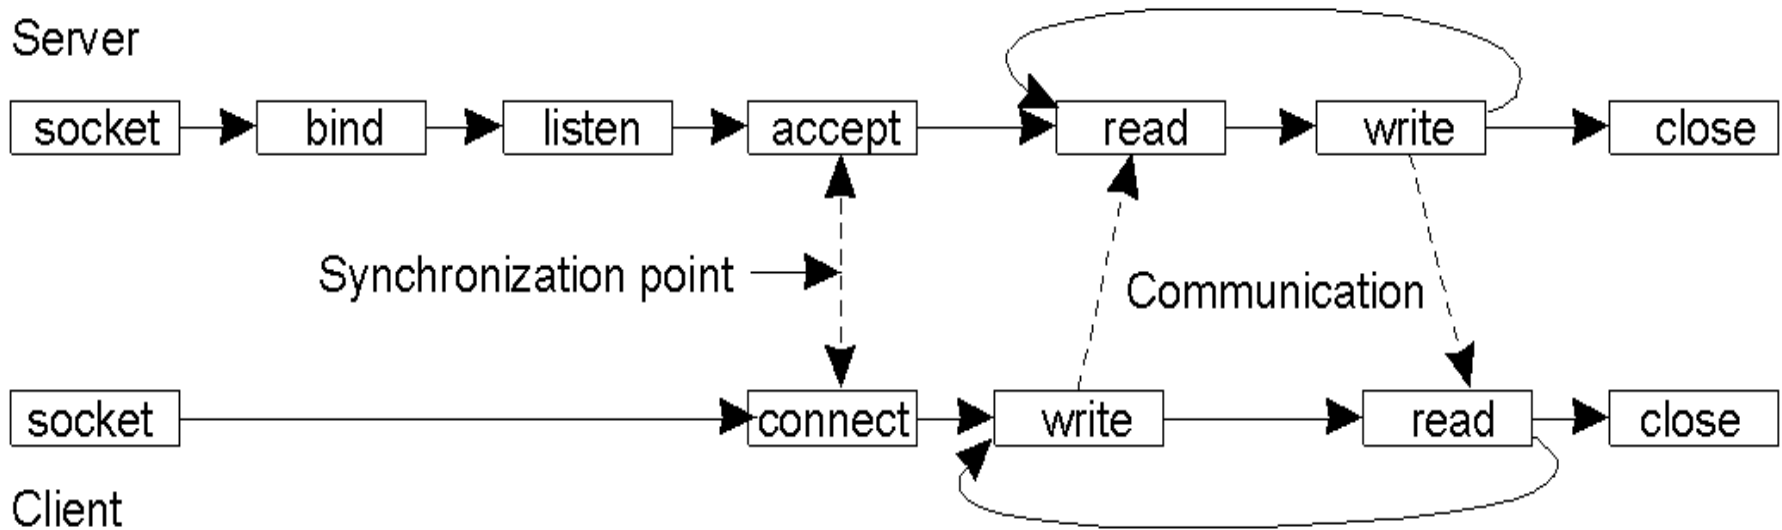 Server
socket bind listen accept read write close
Synchronization point
Communication
socket connect write read close
Client